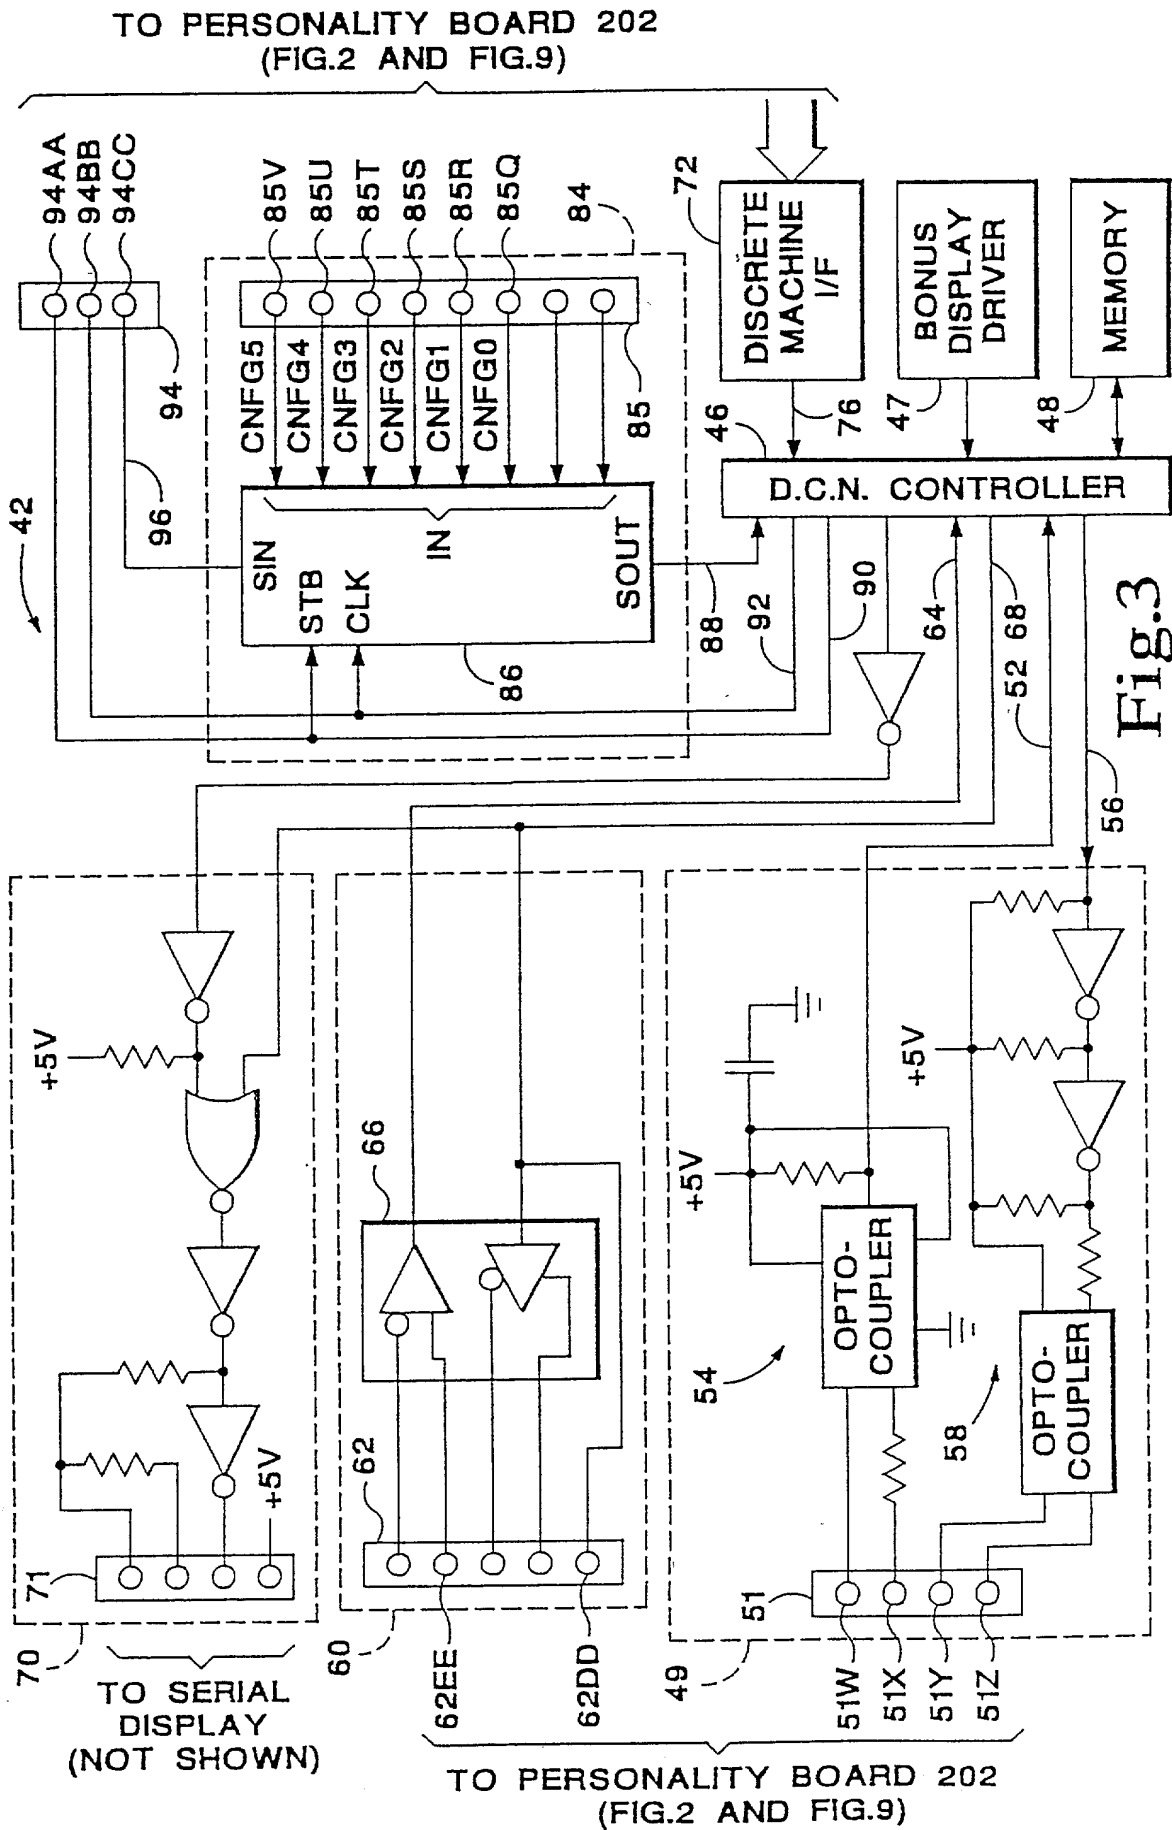 TO PERSONALITY BOARD 202
(FIG.2 AND FIG.9)
94AA
94BB
94CC
94
42
96
85V
85U
85T
85S
85R
85Q
84
85
CNFG5
CNFG4
CNFG3
CNFG2
CNFG1
CNFG0
SIN
STB
CLK
IN
SOUT
86
88
72
DISCRETE
MACHINE
I/F
76
BONUS
DISPLAY
DRIVER
47
MEMORY
48
46
D.C.N. CONTROLLER
92
90
64
68
52
56
Fig.3
+5V
+5V
71
70
TO SERIAL
DISPLAY
(NOT SHOWN)
66
62
60
62EE
62DD
+5V
+5V
OPTO-
COUPLER
54
OPTO-
COUPLER
58
51
49
51W
51X
51Y
51Z
TO PERSONALITY BOARD 202
(FIG.2 AND FIG.9)